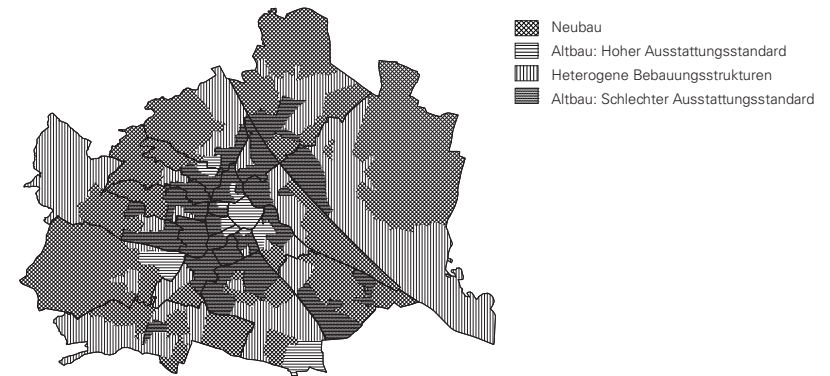 Neubau
Altbau: Hoher Ausstattungsstandard
Heterogene Bebauungsstrukturen
Altbau: Schlechter Ausstattungsstandard